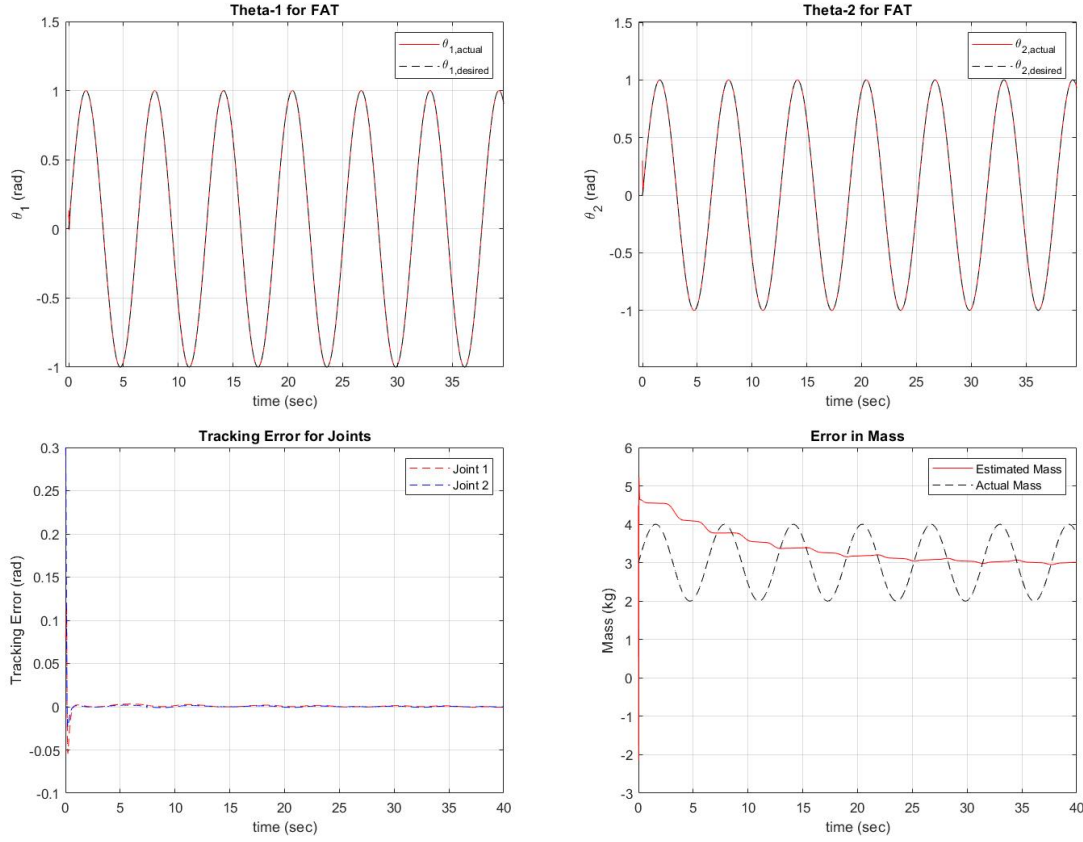 Theta-1 for FAT
1.5
1
0.5
0
-0.5
-1
θ1,actual
θ1,desired
θ1 (rad)
0 5 10 15 20 25 30 35
time (sec)
Theta-2 for FAT
1.5
1
0.5
0
-0.5
-1
θ2,actual
θ2,desired
θ2 (rad)
0 5 10 15 20 25 30 35
time (sec)
Tracking Error for Joints
0.3
0.25
0.2
0.15
0.1
0.05
0
-0.05
-0.1
Joint 1
Joint 2
Tracking Error (rad)
0 5 10 15 20 25 30 35 40
time (sec)
Error in Mass
6
5
4
3
2
1
0
-1
-2
-3
Estimated Mass
Actual Mass
Mass (kg)
0 5 10 15 20 25 30 35 40
time (sec)